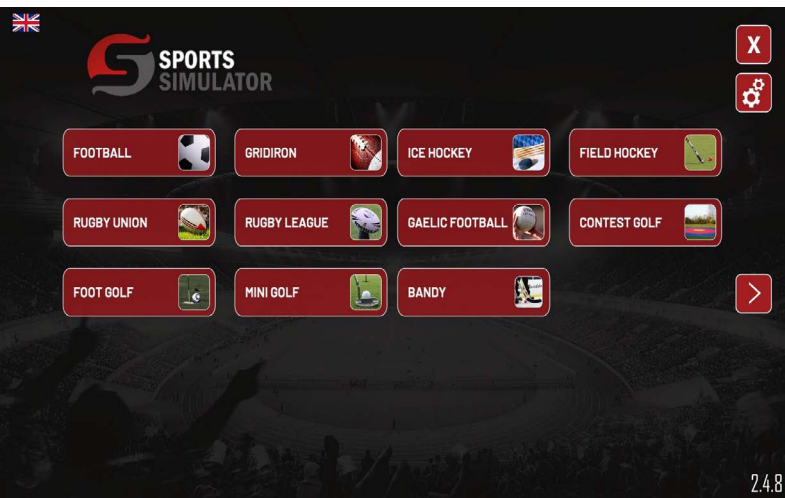 SPORTS
SIMULATOR
X
FOOTBALL
GRIDIRON
ICE HOCKEY
FIELD HOCKEY
RUGBY UNION
RUGBY LEAGUE
GAELIC FOOTBALL
CONTEST GOLF
FOOT GOLF
MINI GOLF
BANDY
2.4.8